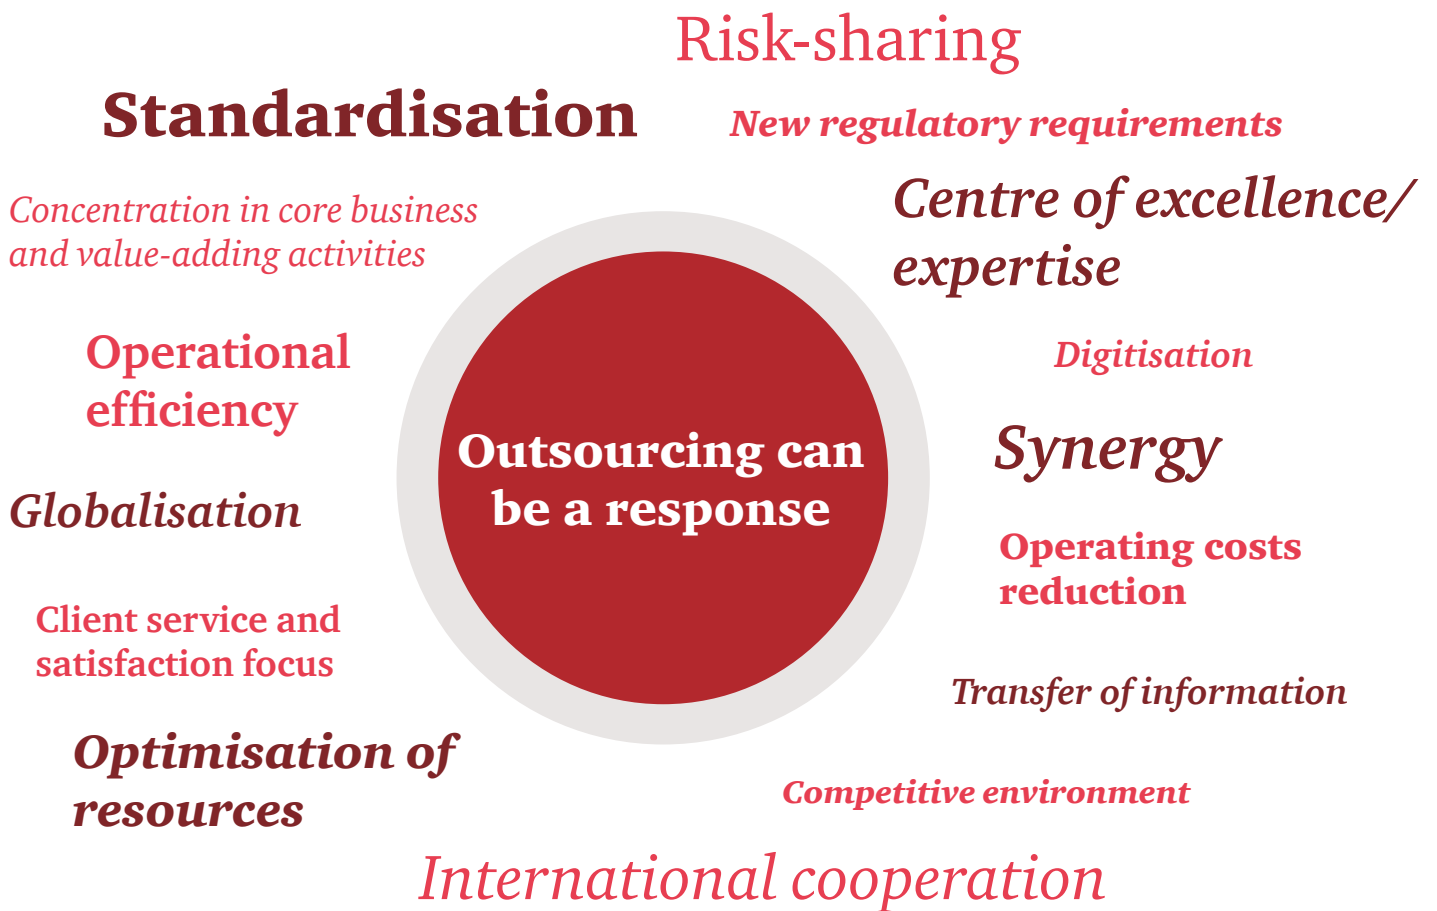 Risk-sharing
Standardisation
New regulatory requirements
Centre of excellence/
expertise
Concentration in core business
and value-adding activities
Operational
efficiency
Digitisation
Outsourcing can
be a response
Synergy
Globalisation
Operating costs
reduction
Client service and
satisfaction focus
Transfer of information
Optimisation of
resources
Competitive environment
International cooperation